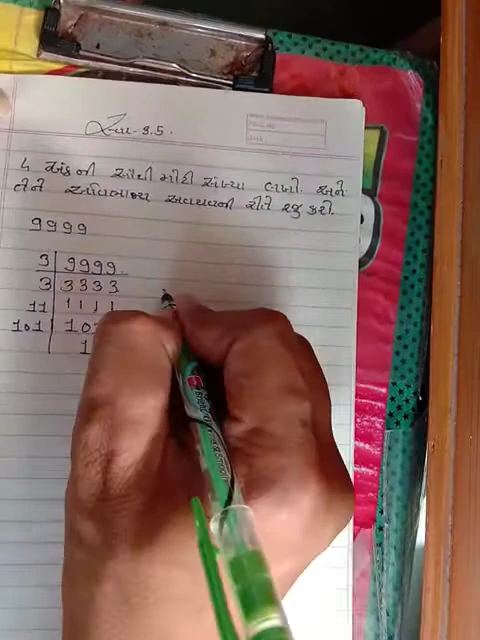 સ્વા - 3.5.
4 અંકની સૌથી મોટી સંખ્યા લખો. અને
તેને અવિભાજ્ય અવયવની રીતે રજુ કરો.
9999
3 | 9999
3 | 3333
11 | 1111
101 | 10
1